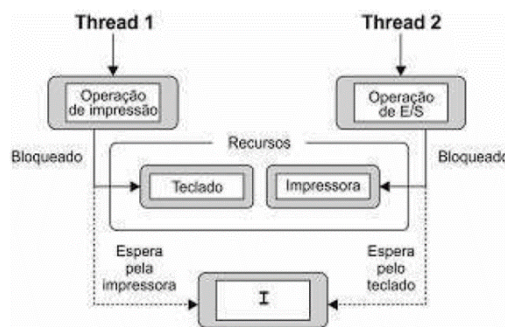 Thread 1
Thread 2
Operação
de impressão
Operação
de E/S
Bloqueado
Recursos
Bloqueado
Teclado
Impressora
Espera
pela
impressora
Espera
pelo
teclado
I